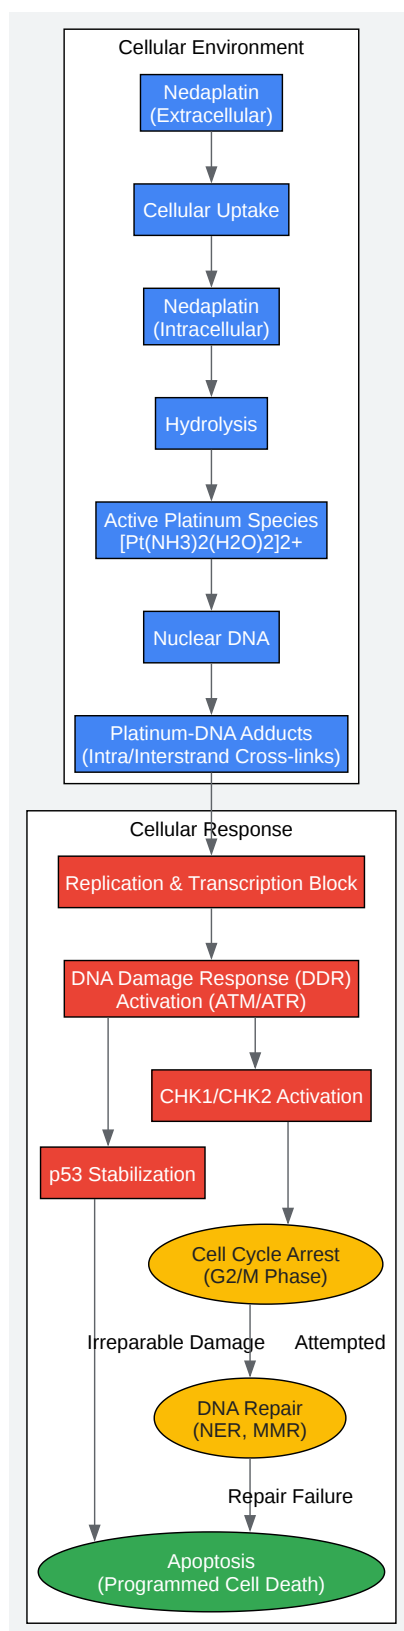 Cellular Environment
Nedaplatin
(Extracellular)
Cellular Uptake
Nedaplatin
(Intracellular)
Hydrolysis
Active Platinum Species
[Pt(NH3)2(H2O)2]2+
Nuclear DNA
Platinum-DNA Adducts
(Intra/Interstrand Cross-links)
Cellular Response
Replication & Transcription Block
DNA Damage Response (DDR)
Activation (ATM/ATR)
CHK1/CHK2 Activation
p53 Stabilization
Cell Cycle Arrest
(G2/M Phase)
Irreparable Damage
Attempted
DNA Repair
(NER, MMR)
Repair Failure
Apoptosis
(Programmed Cell Death)